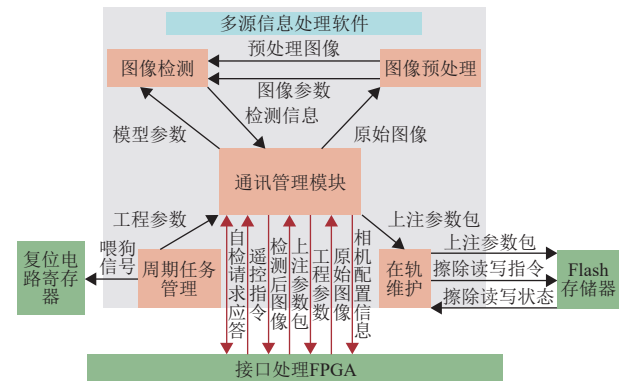 多源信息处理软件
预处理图像
图像检测
图像预处理
图像参数
检测信息
模型参数
原始图像
通讯管理模块
工程参数
上注参数包
喂狗
信号
复位电
路寄存
器
周期任务
管理
自检请求应答
遥控指令
检测后图像
上注参数包
工程参数
原始图像
相机配置信息
在轨
维护
上注参数包
擦除读写指令
擦除读写状态
Flash
存储器
接口处理FPGA